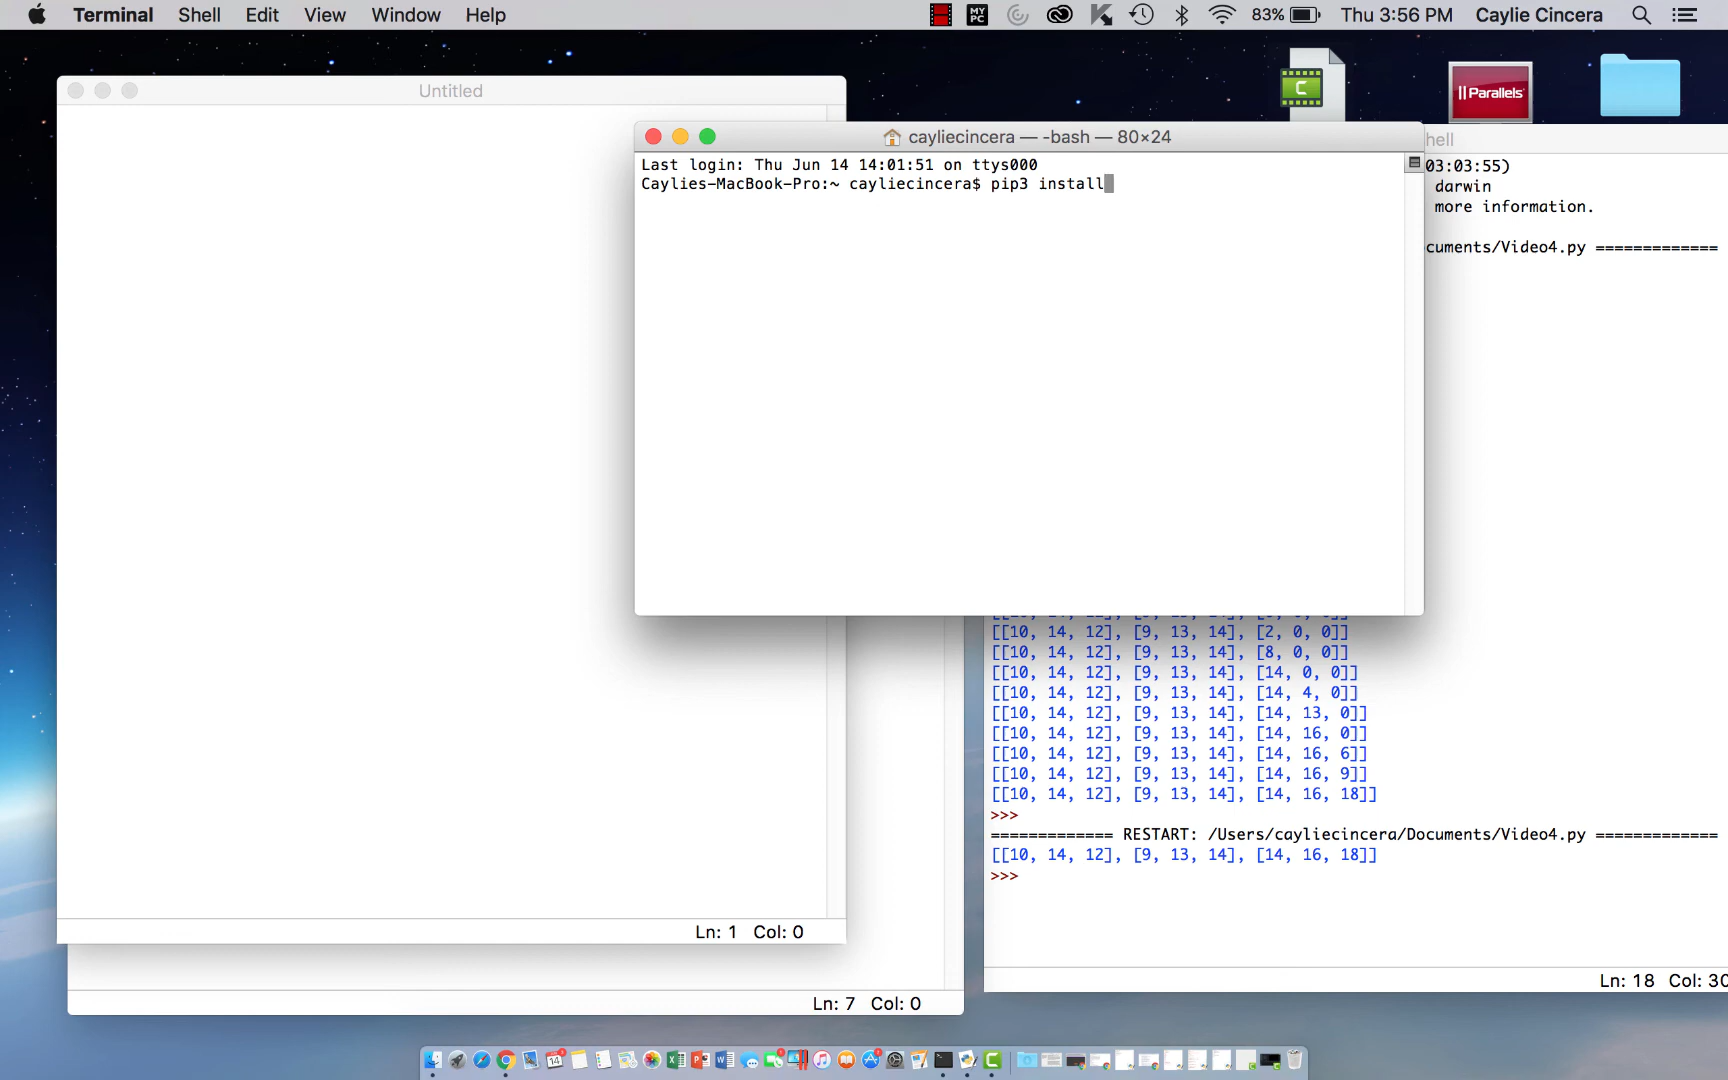 Terminal Shell Edit View Window Help MY PC 83% Thu 3:56 PM Caylie Cincera
Untitled
C
Parallels
cayliecincera — -bash — 80×24
hell
Last login: Thu Jun 14 14:01:51 on ttys000
Caylies-MacBook-Pro:~ cayliecincera$ pip3 install
03:03:55)
darwin
more information.
cuments/Video4.py =============
[[10, 14, 12], [9, 13, 14], [2, 0, 0]]
[[10, 14, 12], [9, 13, 14], [8, 0, 0]]
[[10, 14, 12], [9, 13, 14], [14, 0, 0]]
[[10, 14, 12], [9, 13, 14], [14, 4, 0]]
[[10, 14, 12], [9, 13, 14], [14, 13, 0]]
[[10, 14, 12], [9, 13, 14], [14, 16, 0]]
[[10, 14, 12], [9, 13, 14], [14, 16, 6]]
[[10, 14, 12], [9, 13, 14], [14, 16, 9]]
[[10, 14, 12], [9, 13, 14], [14, 16, 18]]
>>>
============= RESTART: /Users/cayliecincera/Documents/Video4.py =============
[[10, 14, 12], [9, 13, 14], [14, 16, 18]]
>>>
Ln: 1 Col: 0
Ln: 18 Col: 30
Ln: 7 Col: 0